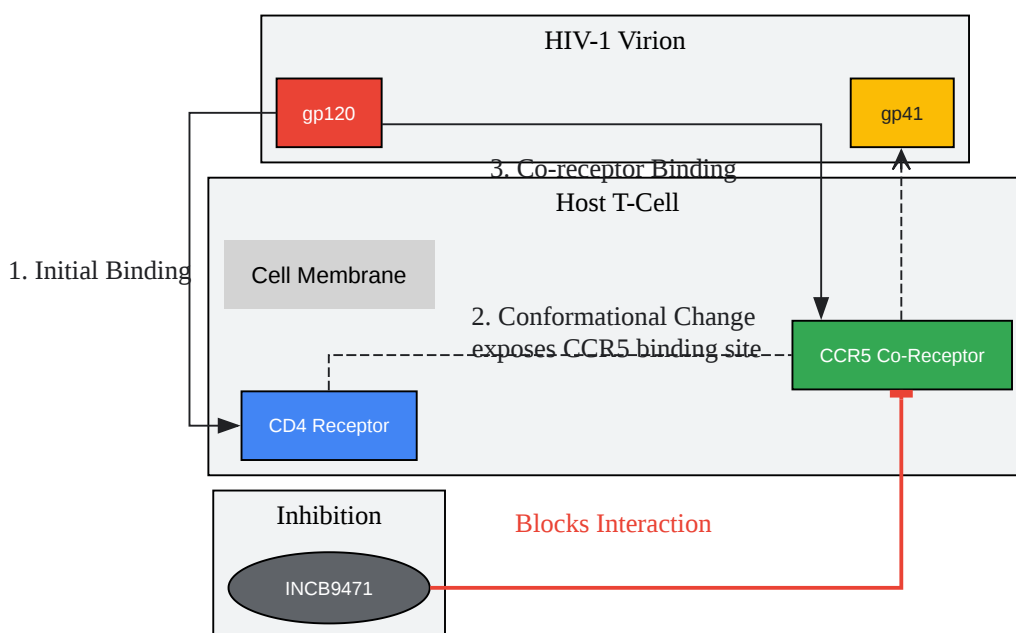 HIV-1 Virion
gp120
gp41
3. Co-receptor Binding
Host T-Cell
1. Initial Binding
Cell Membrane
2. Conformational Change
exposes CCR5 binding site
CCR5 Co-Receptor
CD4 Receptor
Inhibition
Blocks Interaction
INCB9471